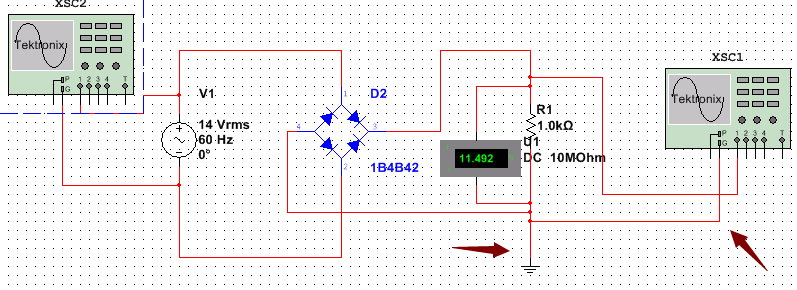 XSC2
Tektronix
P
G
1 2 3 4
T
V1
14 Vrms
60 Hz
0°
D2
1
4
3
2
1B4B42
R1
1.0kΩ
U1
DC 10MOhm
11.492
XSC1
Tektronix
P
G
1 2 3 4
T